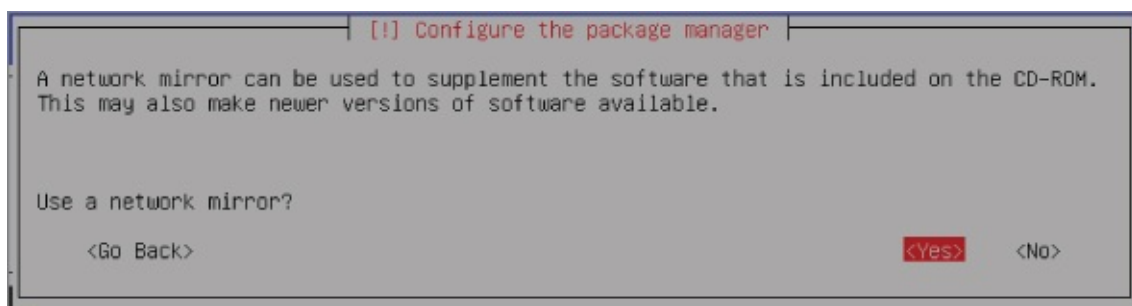 [!] Configure the package manager
A network mirror can be used to supplement the software that is included on the CD-ROM.
This may also make newer versions of software available.
Use a network mirror?
<Go Back> <Yes> <No>